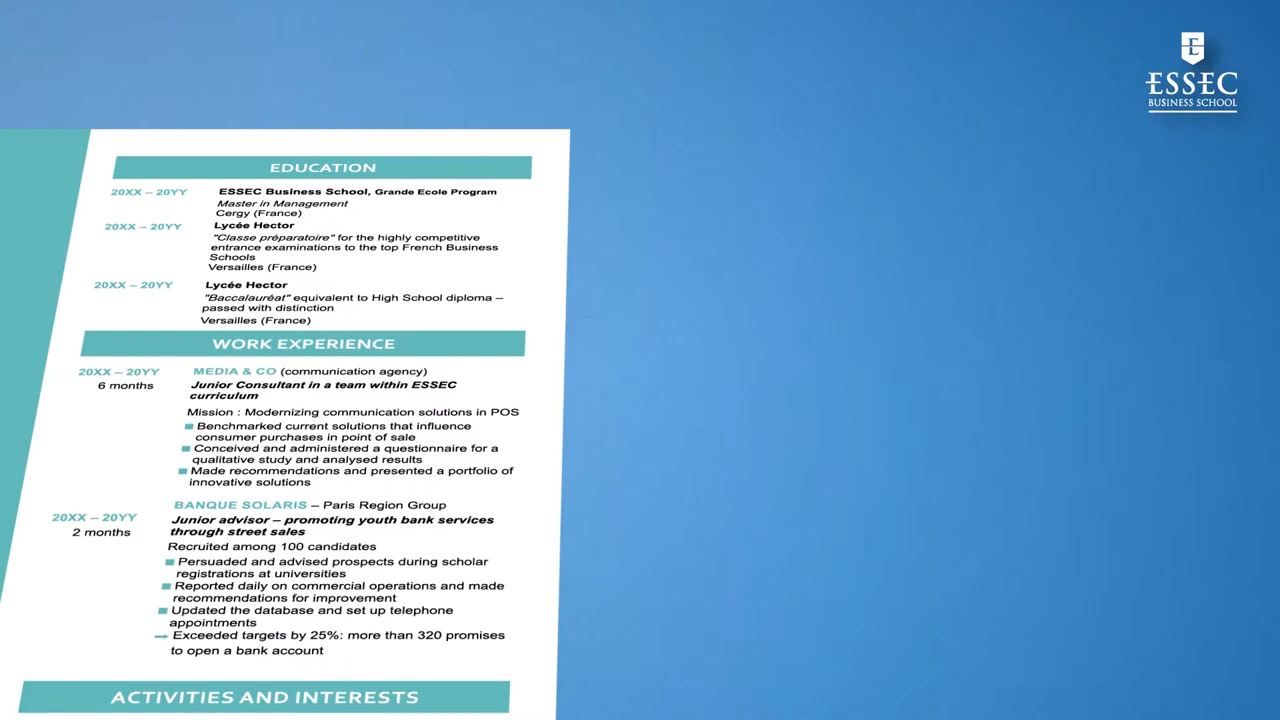 E
ESSEC
BUSINESS SCHOOL
EDUCATION
20XX – 20YY ESSEC Business School, Grande Ecole Program
Master in Management
Cergy (France)
20XX – 20YY Lycée Hector
"Classe préparatoire" for the highly competitive
entrance examinations to the top French Business
Schools
Versailles (France)
20XX – 20YY Lycée Hector
"Baccalauréat" equivalent to High School diploma –
passed with distinction
Versailles (France)
WORK EXPERIENCE
20XX – 20YY MEDIA & CO (communication agency)
6 months Junior Consultant in a team within ESSEC
curriculum
Mission : Modernizing communication solutions in POS
Benchmarked current solutions that influence
consumer purchases in point of sale
Conceived and administered a questionnaire for a
qualitative study and analysed results
Made recommendations and presented a portfolio of
innovative solutions
BANQUE SOLARIS – Paris Region Group
20XX – 20YY Junior advisor – promoting youth bank services
2 months through street sales
Recruited among 100 candidates
Persuaded and advised prospects during scholar
registrations at universities
Reported daily on commercial operations and made
recommendations for improvement
Updated the database and set up telephone
appointments
Exceeded targets by 25%: more than 320 promises
to open a bank account
ACTIVITIES AND INTERESTS